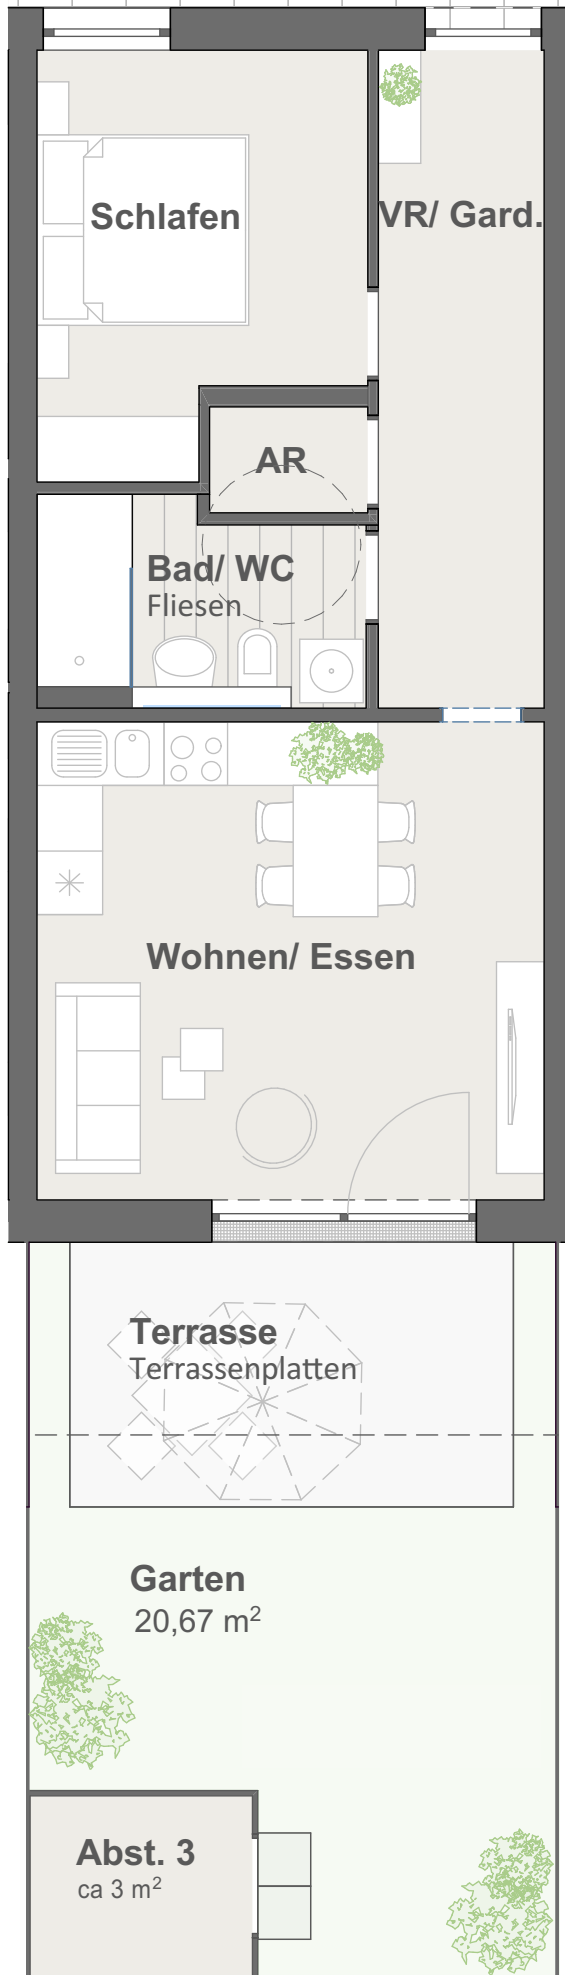 Schlafen
VR/ Gard.
AR
Bad/ WC
Fliesen
Wohnen/ Essen
Terrasse
Terrassenplatten
Garten
20,67 m²
Abst. 3
ca 3 m²